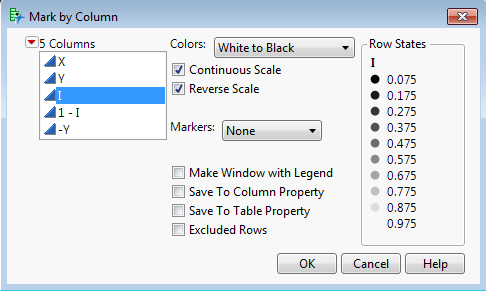 Mark by Column
5 Columns
X
Y
I
1 - I
-Y
Colors: White to Black
Continuous Scale
Reverse Scale
Markers: None
Make Window with Legend
Save To Column Property
Save To Table Property
Excluded Rows
Row States
I
0.075
0.175
0.275
0.375
0.475
0.575
0.675
0.775
0.875
0.975
OK Cancel Help